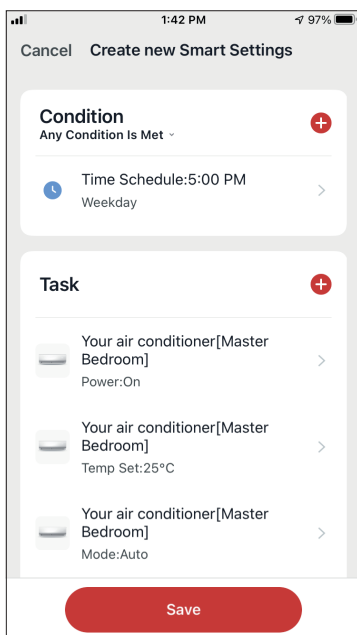 1:42 PM 97%
Cancel Create new Smart Settings
Condition
Any Condition Is Met
Time Schedule:5:00 PM
Weekday
Task
Your air conditioner[Master
Bedroom]
Power:On
Your air conditioner[Master
Bedroom]
Temp Set:25°C
Your air conditioner[Master
Bedroom]
Mode:Auto
Save